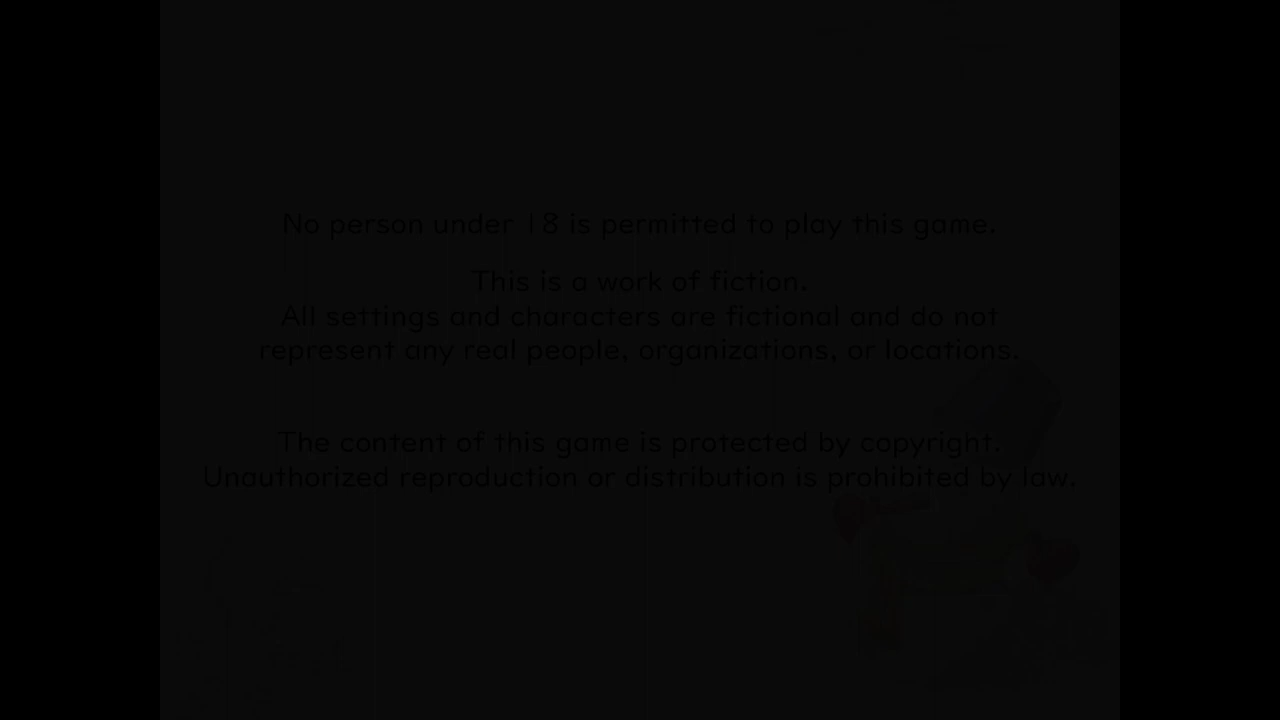 No person under 18 is permitted to play this game.
This is a work of fiction.
All settings and characters are fictional and do not
represent any real people, organizations, or locations.
The content of this game is protected by copyright.
Unauthorized reproduction or distribution is prohibited by law.